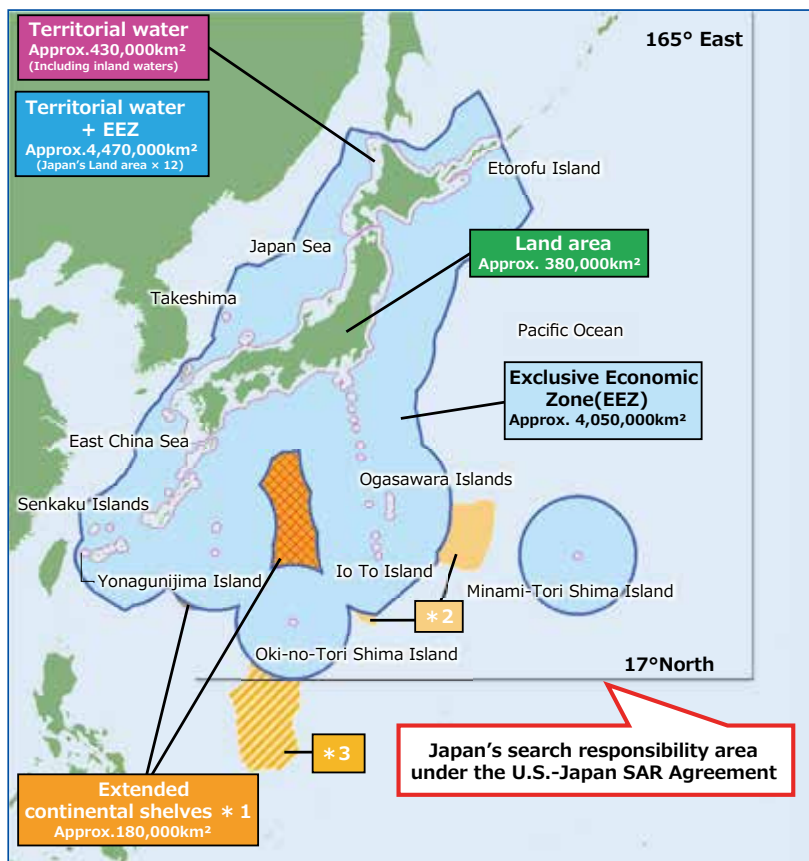 Territorial water
Approx.430,000km²
(Including inland waters)
165° East
Territorial water
+ EEZ
Approx.4,470,000km²
(Japan's Land area × 12)
Etorofu Island
Japan Sea
Land area
Approx. 380,000km²
Takeshima
Pacific Ocean
Exclusive Economic
Zone(EEZ)
Approx. 4,050,000km²
East China Sea
Ogasawara Islands
Senkaku Islands
Yonagunijima Island
Io To Island
Minami-Tori Shima Island
*2
Oki-no-Tori Shima Island
17°North
*3
Japan's search responsibility area
under the U.S.-Japan SAR Agreement
Extended
continental shelves * 1
Approx.180,000km²